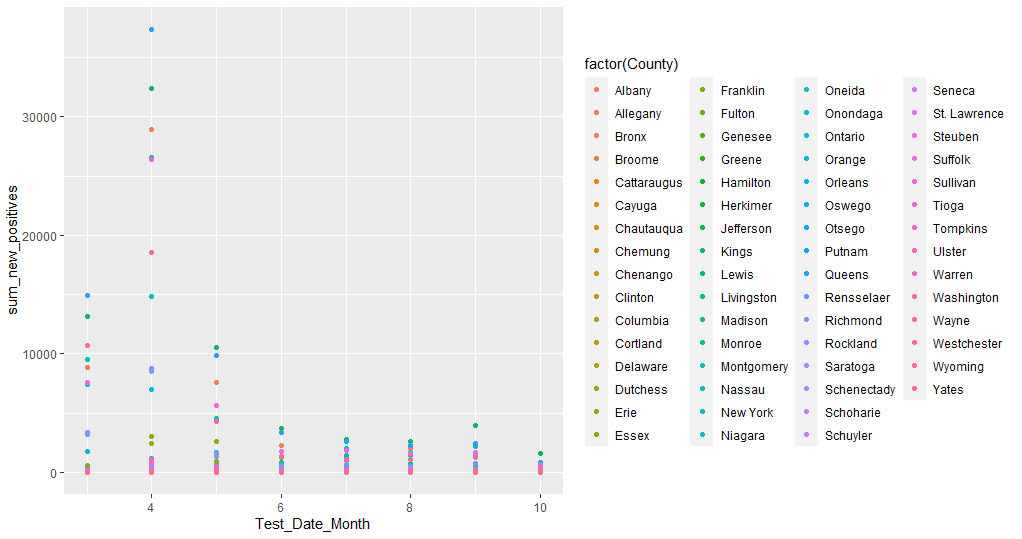 sum_new_positives
30000
20000
10000
0
4
6
8
10
Test_Date_Month
factor(County)
Albany
Allegany
Bronx
Broome
Cattaraugus
Cayuga
Chautauqua
Chemung
Chenango
Clinton
Columbia
Cortland
Delaware
Dutchess
Erie
Essex
Franklin
Fulton
Genesee
Greene
Hamilton
Herkimer
Jefferson
Kings
Lewis
Livingston
Madison
Monroe
Montgomery
Nassau
New York
Niagara
Oneida
Onondaga
Ontario
Orange
Orleans
Oswego
Otsego
Putnam
Queens
Rensselaer
Richmond
Rockland
Saratoga
Schenectady
Schoharie
Schuyler
Seneca
St. Lawrence
Steuben
Suffolk
Sullivan
Tioga
Tompkins
Ulster
Warren
Washington
Wayne
Westchester
Wyoming
Yates